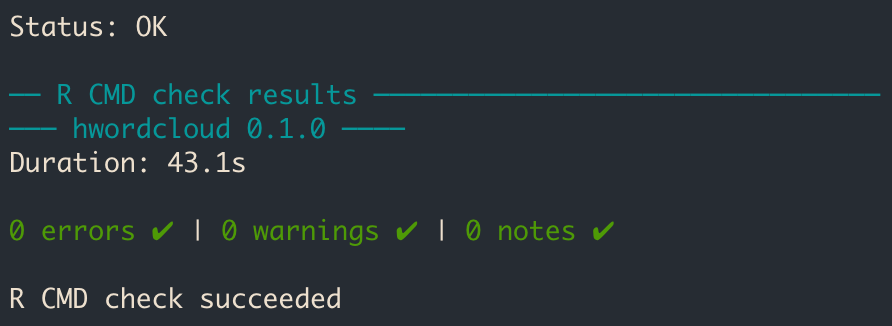 Status: OK
── R CMD check results ────────────────────────────────
─── hwordcloud 0.1.0 ────
Duration: 43.1s
0 errors ✔ | 0 warnings ✔ | 0 notes ✔
R CMD check succeeded